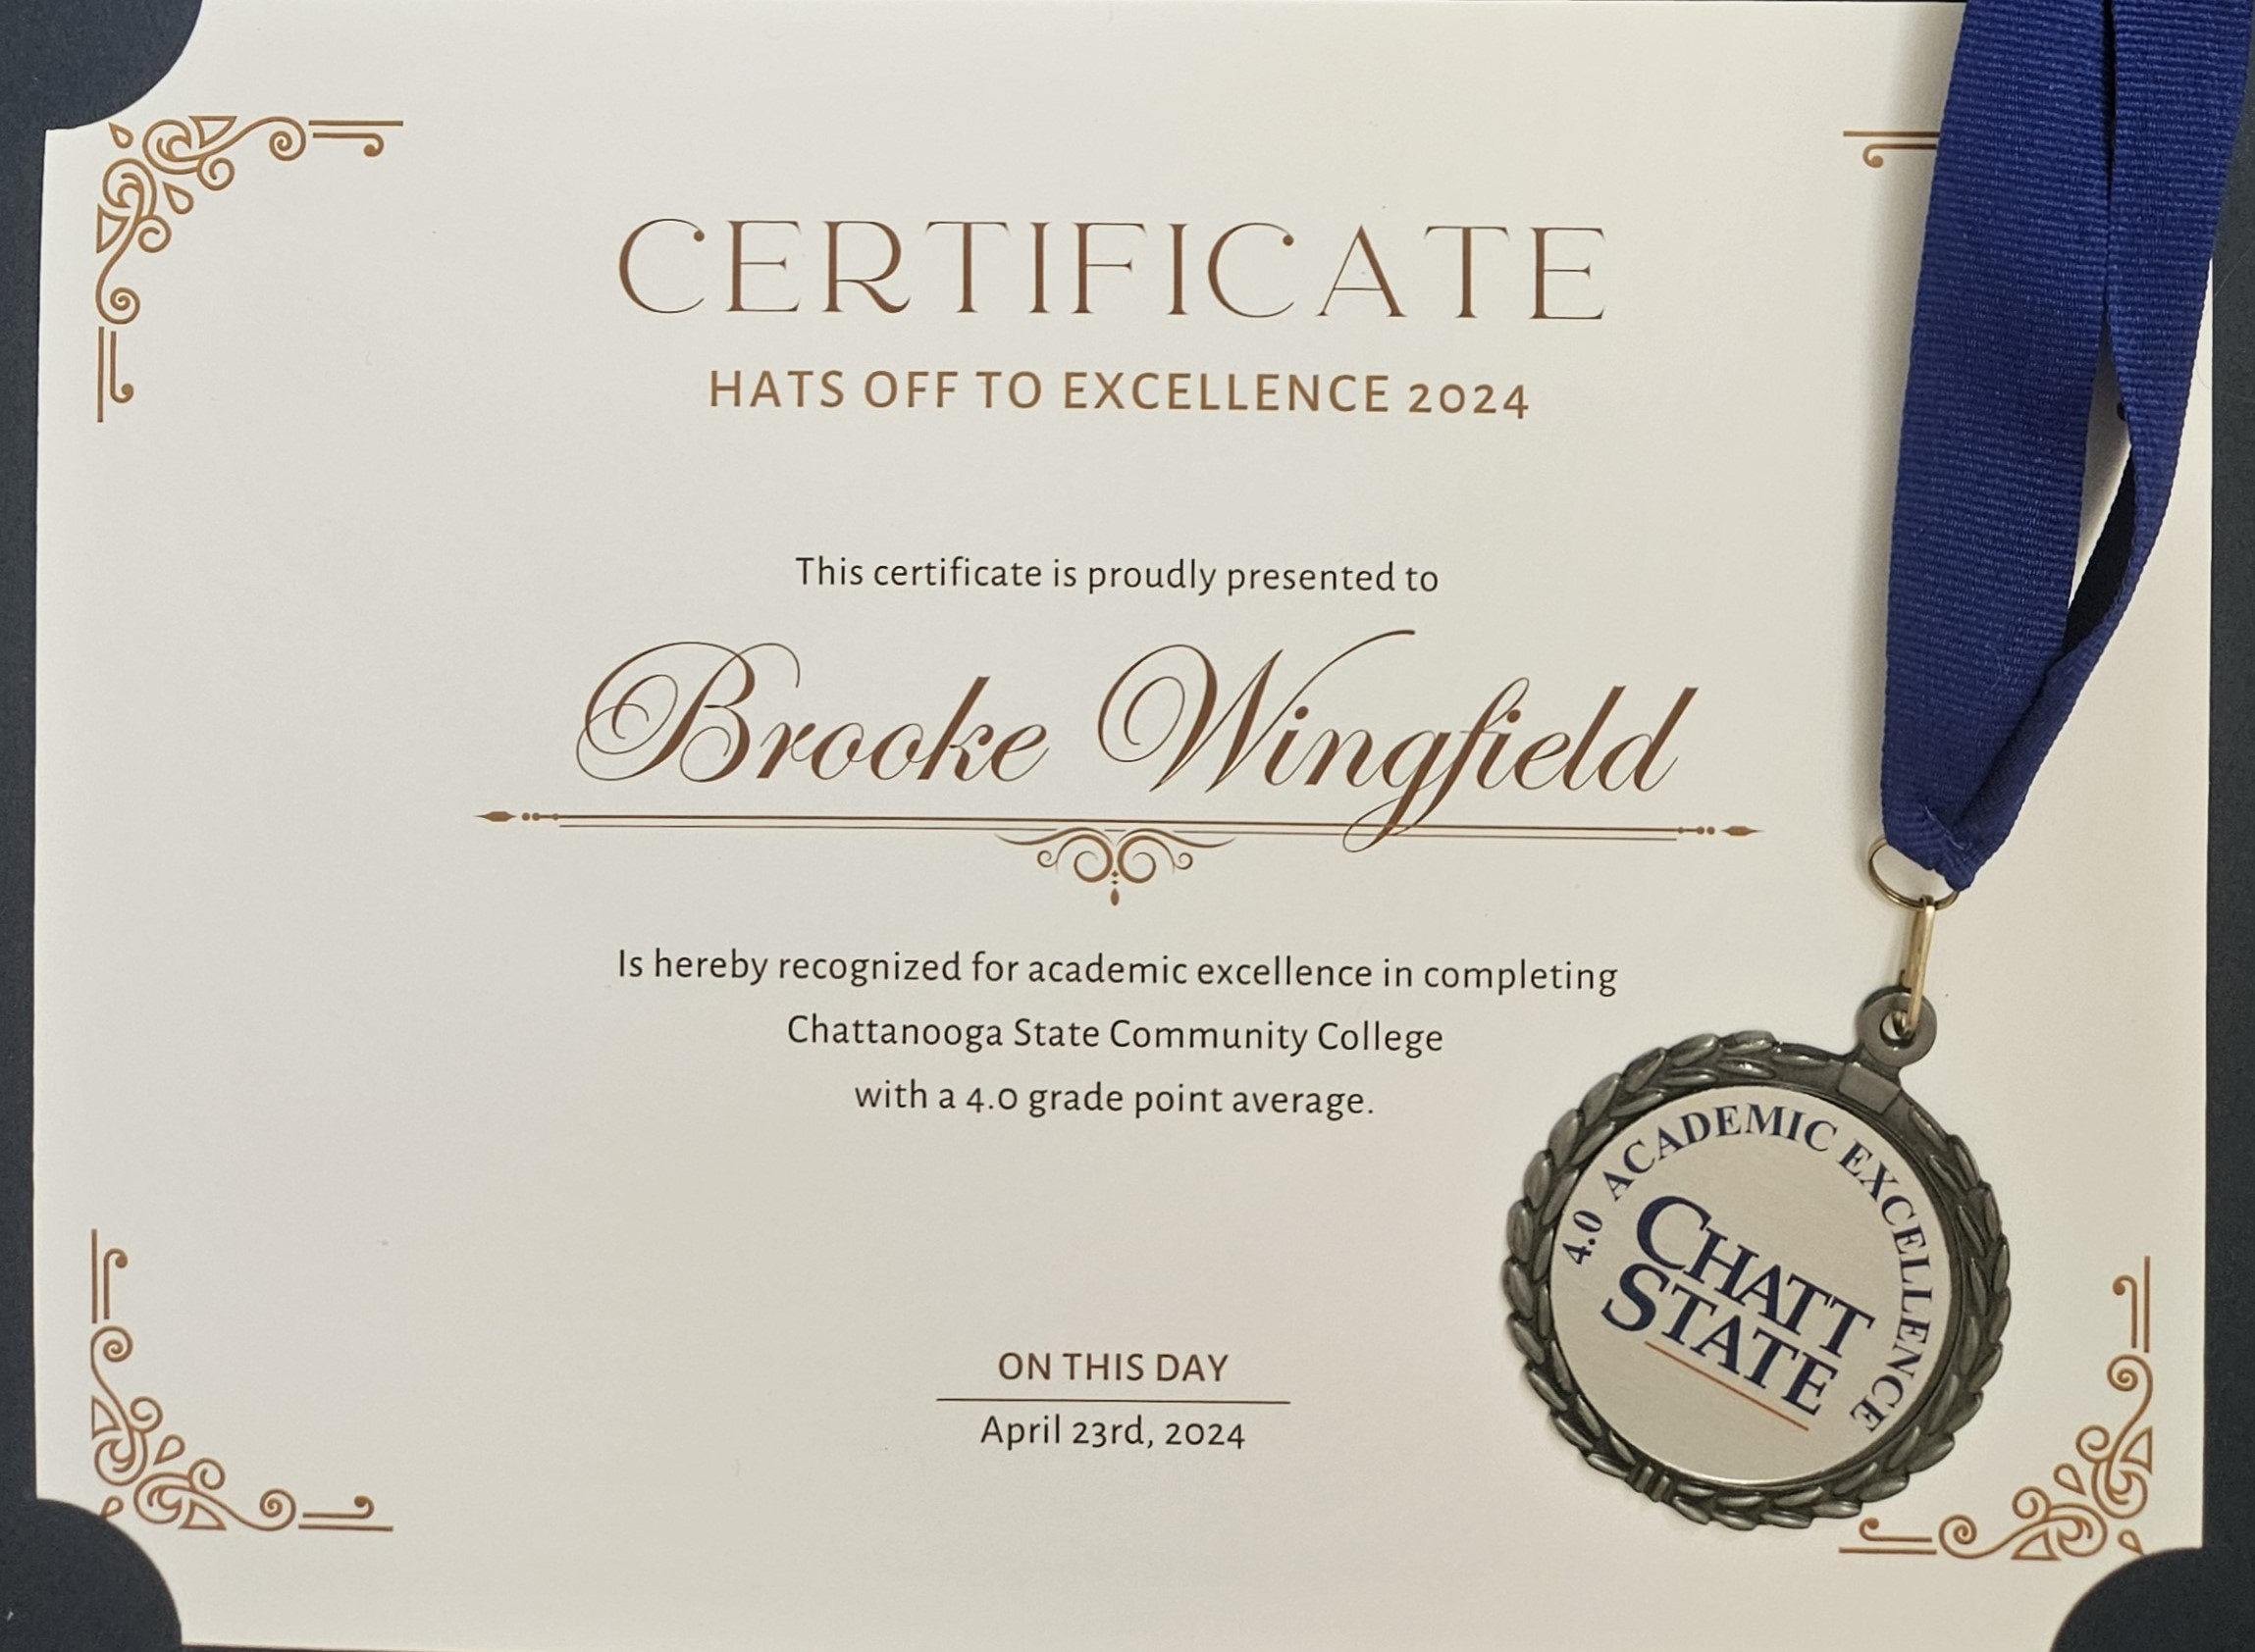 CERTIFICATE
HATS OFF TO EXCELLENCE 2024
This certificate is proudly presented to
Brooke Wingfield
Is hereby recognized for academic excellence in completing
Chattanooga State Community College
with a 4.0 grade point average.
4.0 ACADEMIC EXCELLENCE
CHATT
STATE
ON THIS DAY
April 23rd, 2024